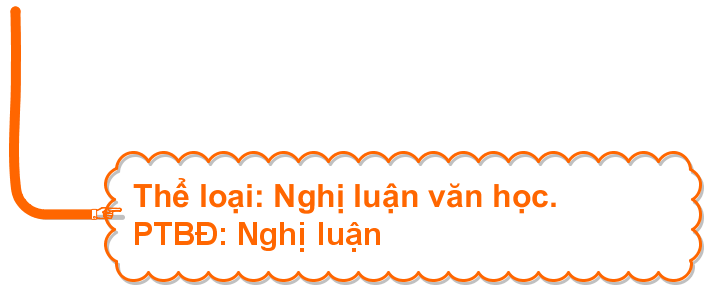 Thể loại: Nghị luận văn học.
PTBĐ: Nghị luận